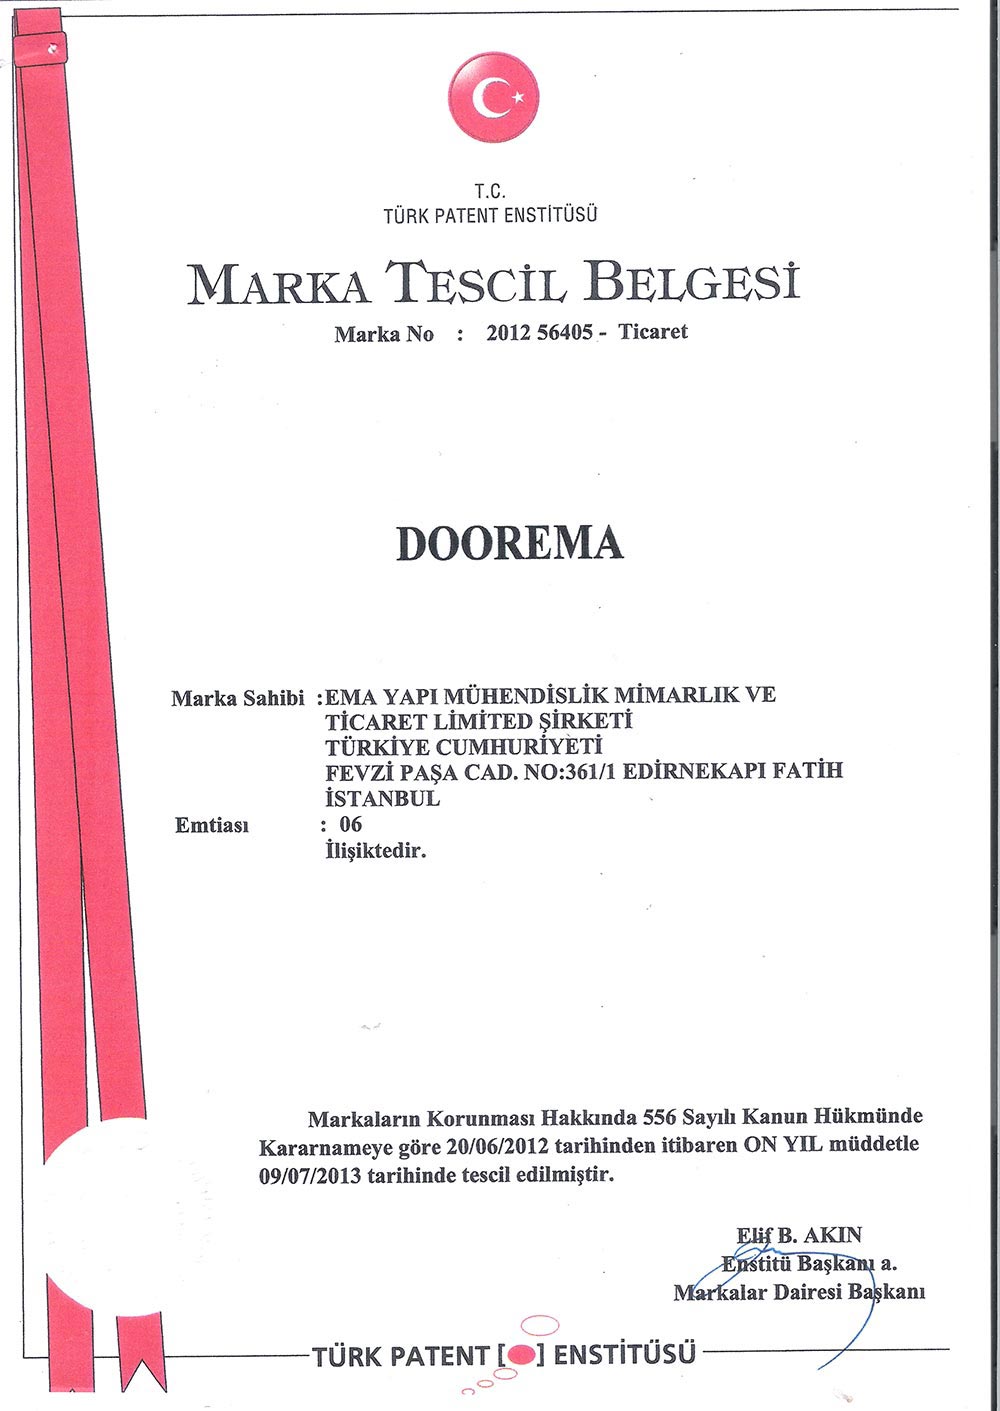 T.C.
TÜRK PATENT ENSTİTÜSÜ
MARKA TESCİL BELGESİ
Marka No : 2012 56405 - Ticaret
DOOREMA
Marka Sahibi :EMA YAPI MÜHENDİSLİK MİMARLIK VE
TİCARET LİMİTED ŞİRKETİ
TÜRKİYE CUMHURİYETİ
FEVZİ PAŞA CAD. NO:361/1 EDİRNEKAPI FATİH
İSTANBUL
Emtiası : 06
İlişiktedir.
Markaların Korunması Hakkında 556 Sayılı Kanun Hükmünde
Kararnameye göre 20/06/2012 tarihinden itibaren ON YIL müddetle
09/07/2013 tarihinde tescil edilmiştir.
Elif B. AKIN
Enstitü Başkanı a.
Markalar Dairesi Başkanı
TÜRK PATENT [ ] ENSTİTÜSÜ